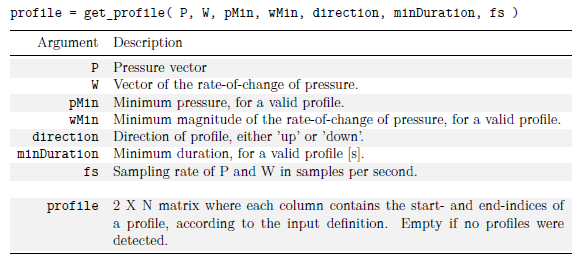 profile = get_profile( P, W, pMin, wMin, direction, minDuration, fs )
Argument Description
P Pressure vector
W Vector of the rate-of-change of pressure.
pMin Minimum pressure, for a valid profile.
wMin Minimum magnitude of the rate-of-change of pressure, for a valid profile.
direction Direction of profile, either 'up' or 'down'.
minDuration Minimum duration, for a valid profile [s].
fs Sampling rate of P and W in samples per second.
profile 2 X N matrix where each column contains the start- and end-indices of
a profile, according to the input definition. Empty if no profiles were
detected.